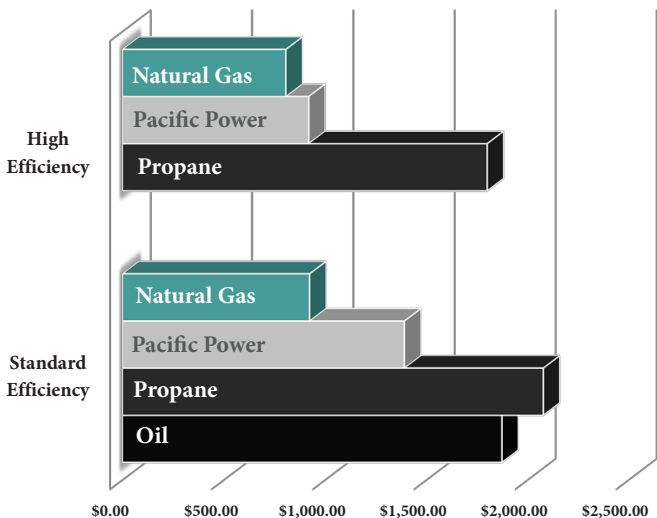 Natural Gas
Pacific Power
Propane
High
Efficiency
Natural Gas
Pacific Power
Propane
Oil
Standard
Efficiency
$0.00 $500.00 $1,000.00 $1,500.00 $2,000.00 $2,500.00